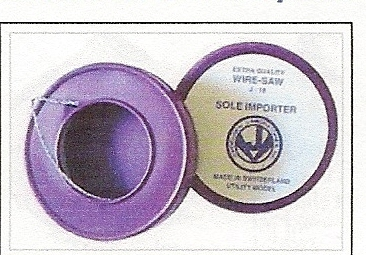 EXTRA QUALITY
WIRE-SAW
SOLE IMPORTER
MADE IN SWITZERLAND
UTILITY MODEL